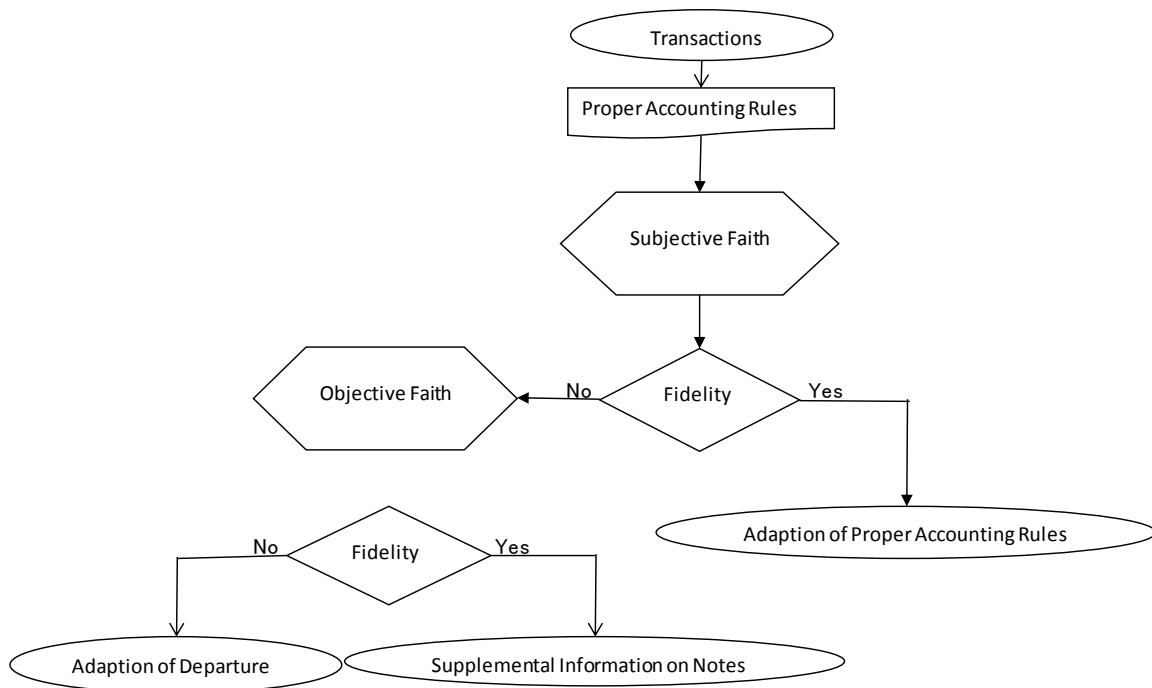 Transactions
Proper Accounting Rules
Subjective Faith
Objective Faith
No
Fidelity
Yes
Adaption of Proper Accounting Rules
No
Fidelity
Yes
Adaption of Departure
Supplemental Information on Notes